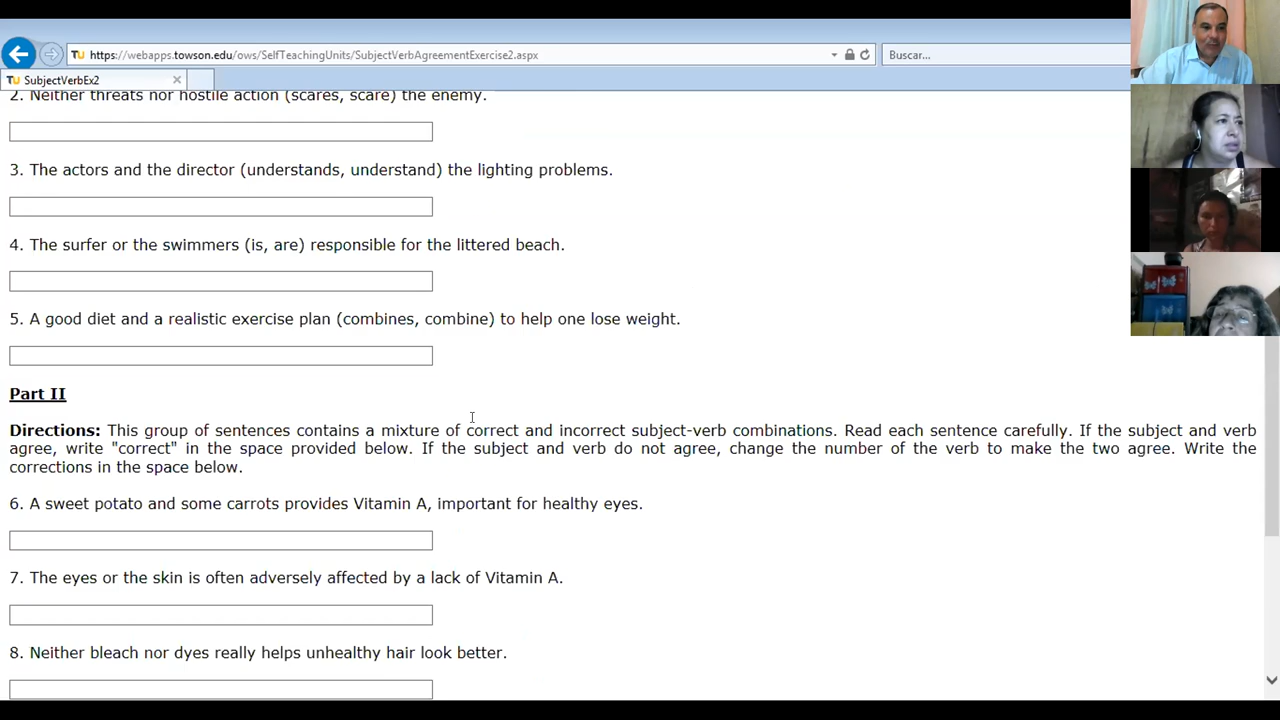 https://webapps.towson.edu/ows/SelfTeachingUnits/SubjectVerbAgreementExercise2.aspx
Buscar...
SubjectVerbEx2
2. Neither threats nor hostile action (scares, scare) the enemy.
3. The actors and the director (understands, understand) the lighting problems.
4. The surfer or the swimmers (is, are) responsible for the littered beach.
5. A good diet and a realistic exercise plan (combines, combine) to help one lose weight.
Part II
Directions: This group of sentences contains a mixture of correct and incorrect subject-verb combinations. Read each sentence carefully. If the subject and verb
agree, write "correct" in the space provided below. If the subject and verb do not agree, change the number of the verb to make the two agree. Write the
corrections in the space below.
6. A sweet potato and some carrots provides Vitamin A, important for healthy eyes.
7. The eyes or the skin is often adversely affected by a lack of Vitamin A.
8. Neither bleach nor dyes really helps unhealthy hair look better.